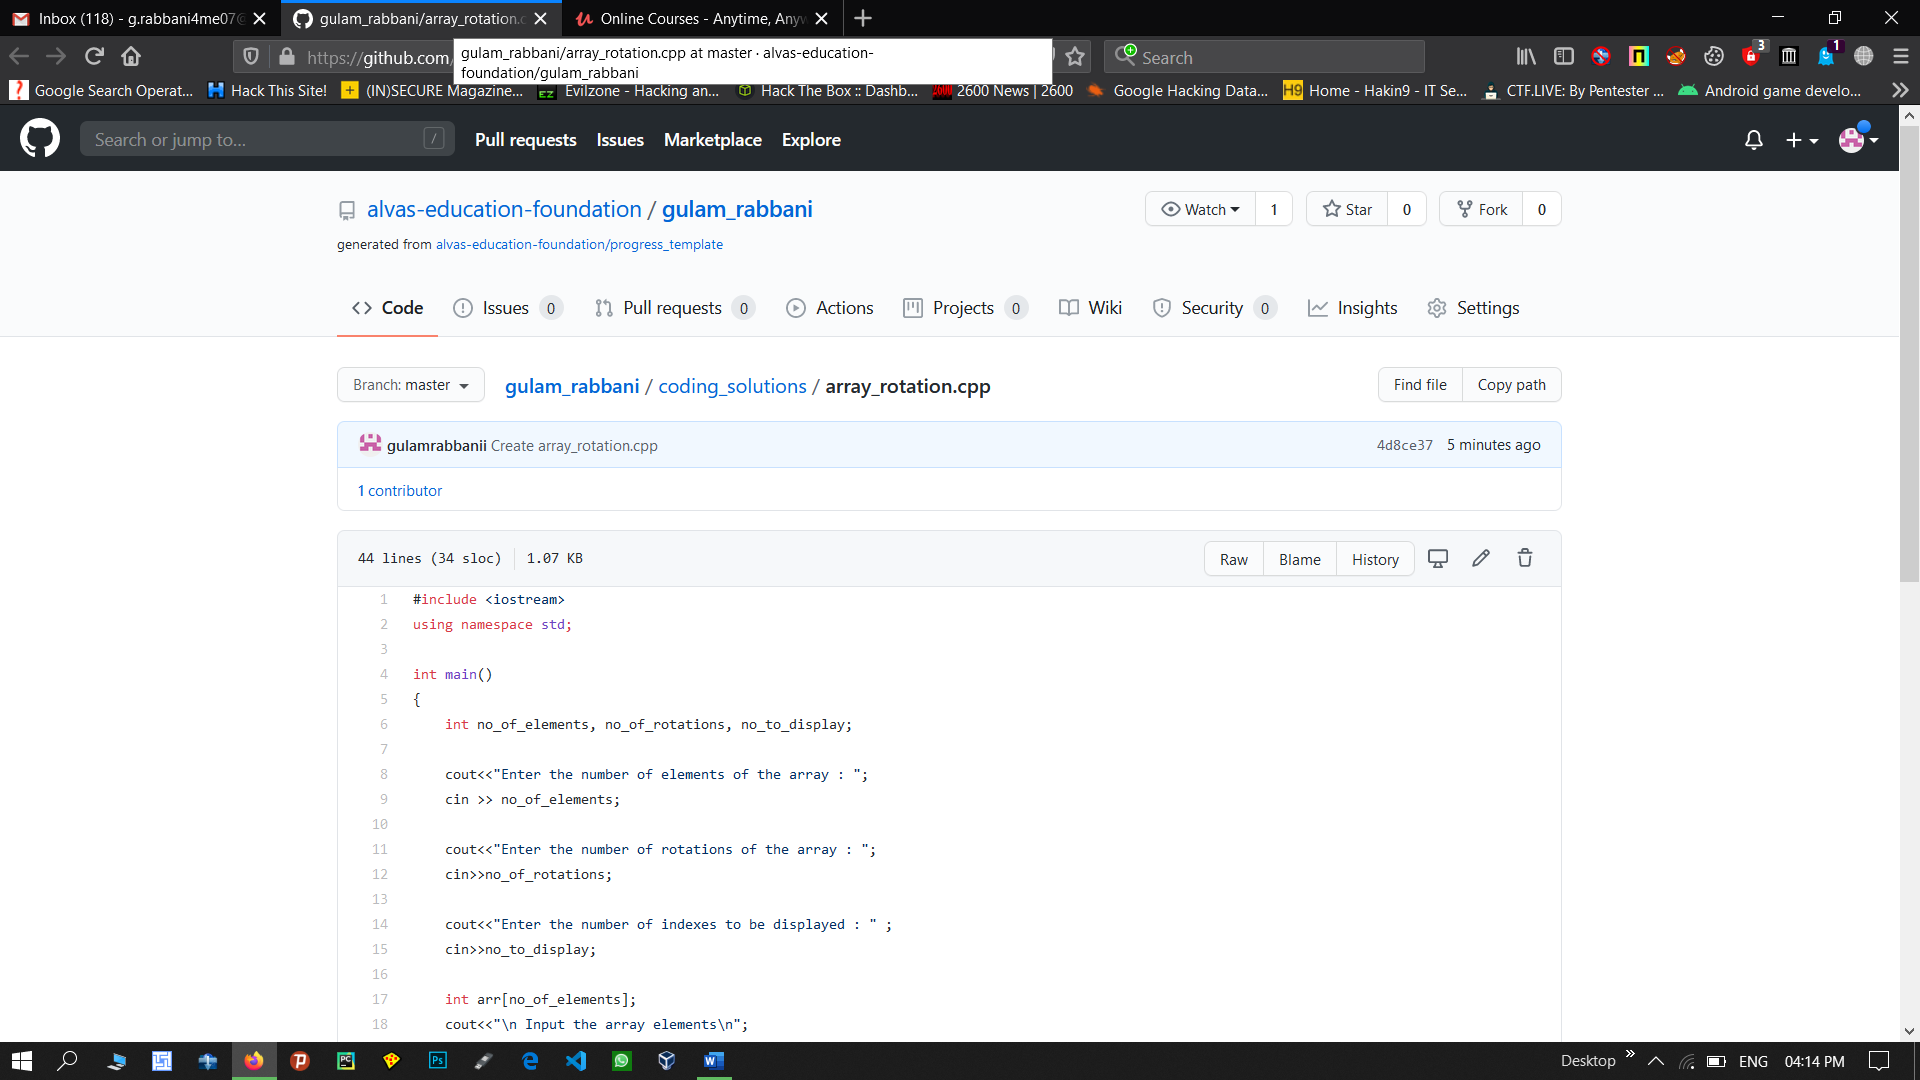 Inbox (118) - g.rabbani4me07@
gulam_rabbani/array_rotation.c
Online Courses - Anytime, Anyw
https://github.com/
gulam_rabbani/array_rotation.cpp at master · alvas-education-
foundation/gulam_rabbani
Search
3
1
Google Search Operat...
Hack This Site!
(IN)SECURE Magazine...
EZ
Evilzone - Hacking an...
Hack The Box :: Dashb...
2600
2600 News | 2600
Google Hacking Data...
H9
Home - Hakin9 - IT Se...
CTF.LIVE: By Pentester ...
Android game develo...
Search or jump to...
/
Pull requests
Issues
Marketplace
Explore
alvas-education-foundation / gulam_rabbani
Watch 1
Star 0
Fork 0
generated from alvas-education-foundation/progress_template
Code
Issues 0
Pull requests 0
Actions
Projects 0
Wiki
Security 0
Insights
Settings
Branch: master
gulam_rabbani / coding_solutions / array_rotation.cpp
Find file
Copy path
gulamrabbanii Create array_rotation.cpp
4d8ce37 5 minutes ago
1 contributor
44 lines (34 sloc) | 1.07 KB
Raw
Blame
History
1 #include <iostream>
2 using namespace std;
3
4 int main()
5 {
6 int no_of_elements, no_of_rotations, no_to_display;
7
8 cout<<"Enter the number of elements of the array : ";
9 cin >> no_of_elements;
10
11 cout<<"Enter the number of rotations of the array : ";
12 cin>>no_of_rotations;
13
14 cout<<"Enter the number of indexes to be displayed : " ;
15 cin>>no_to_display;
16
17 int arr[no_of_elements];
18 cout<<"\n Input the array elements\n";
PC
Ps
W
Desktop
ENG
04:14 PM